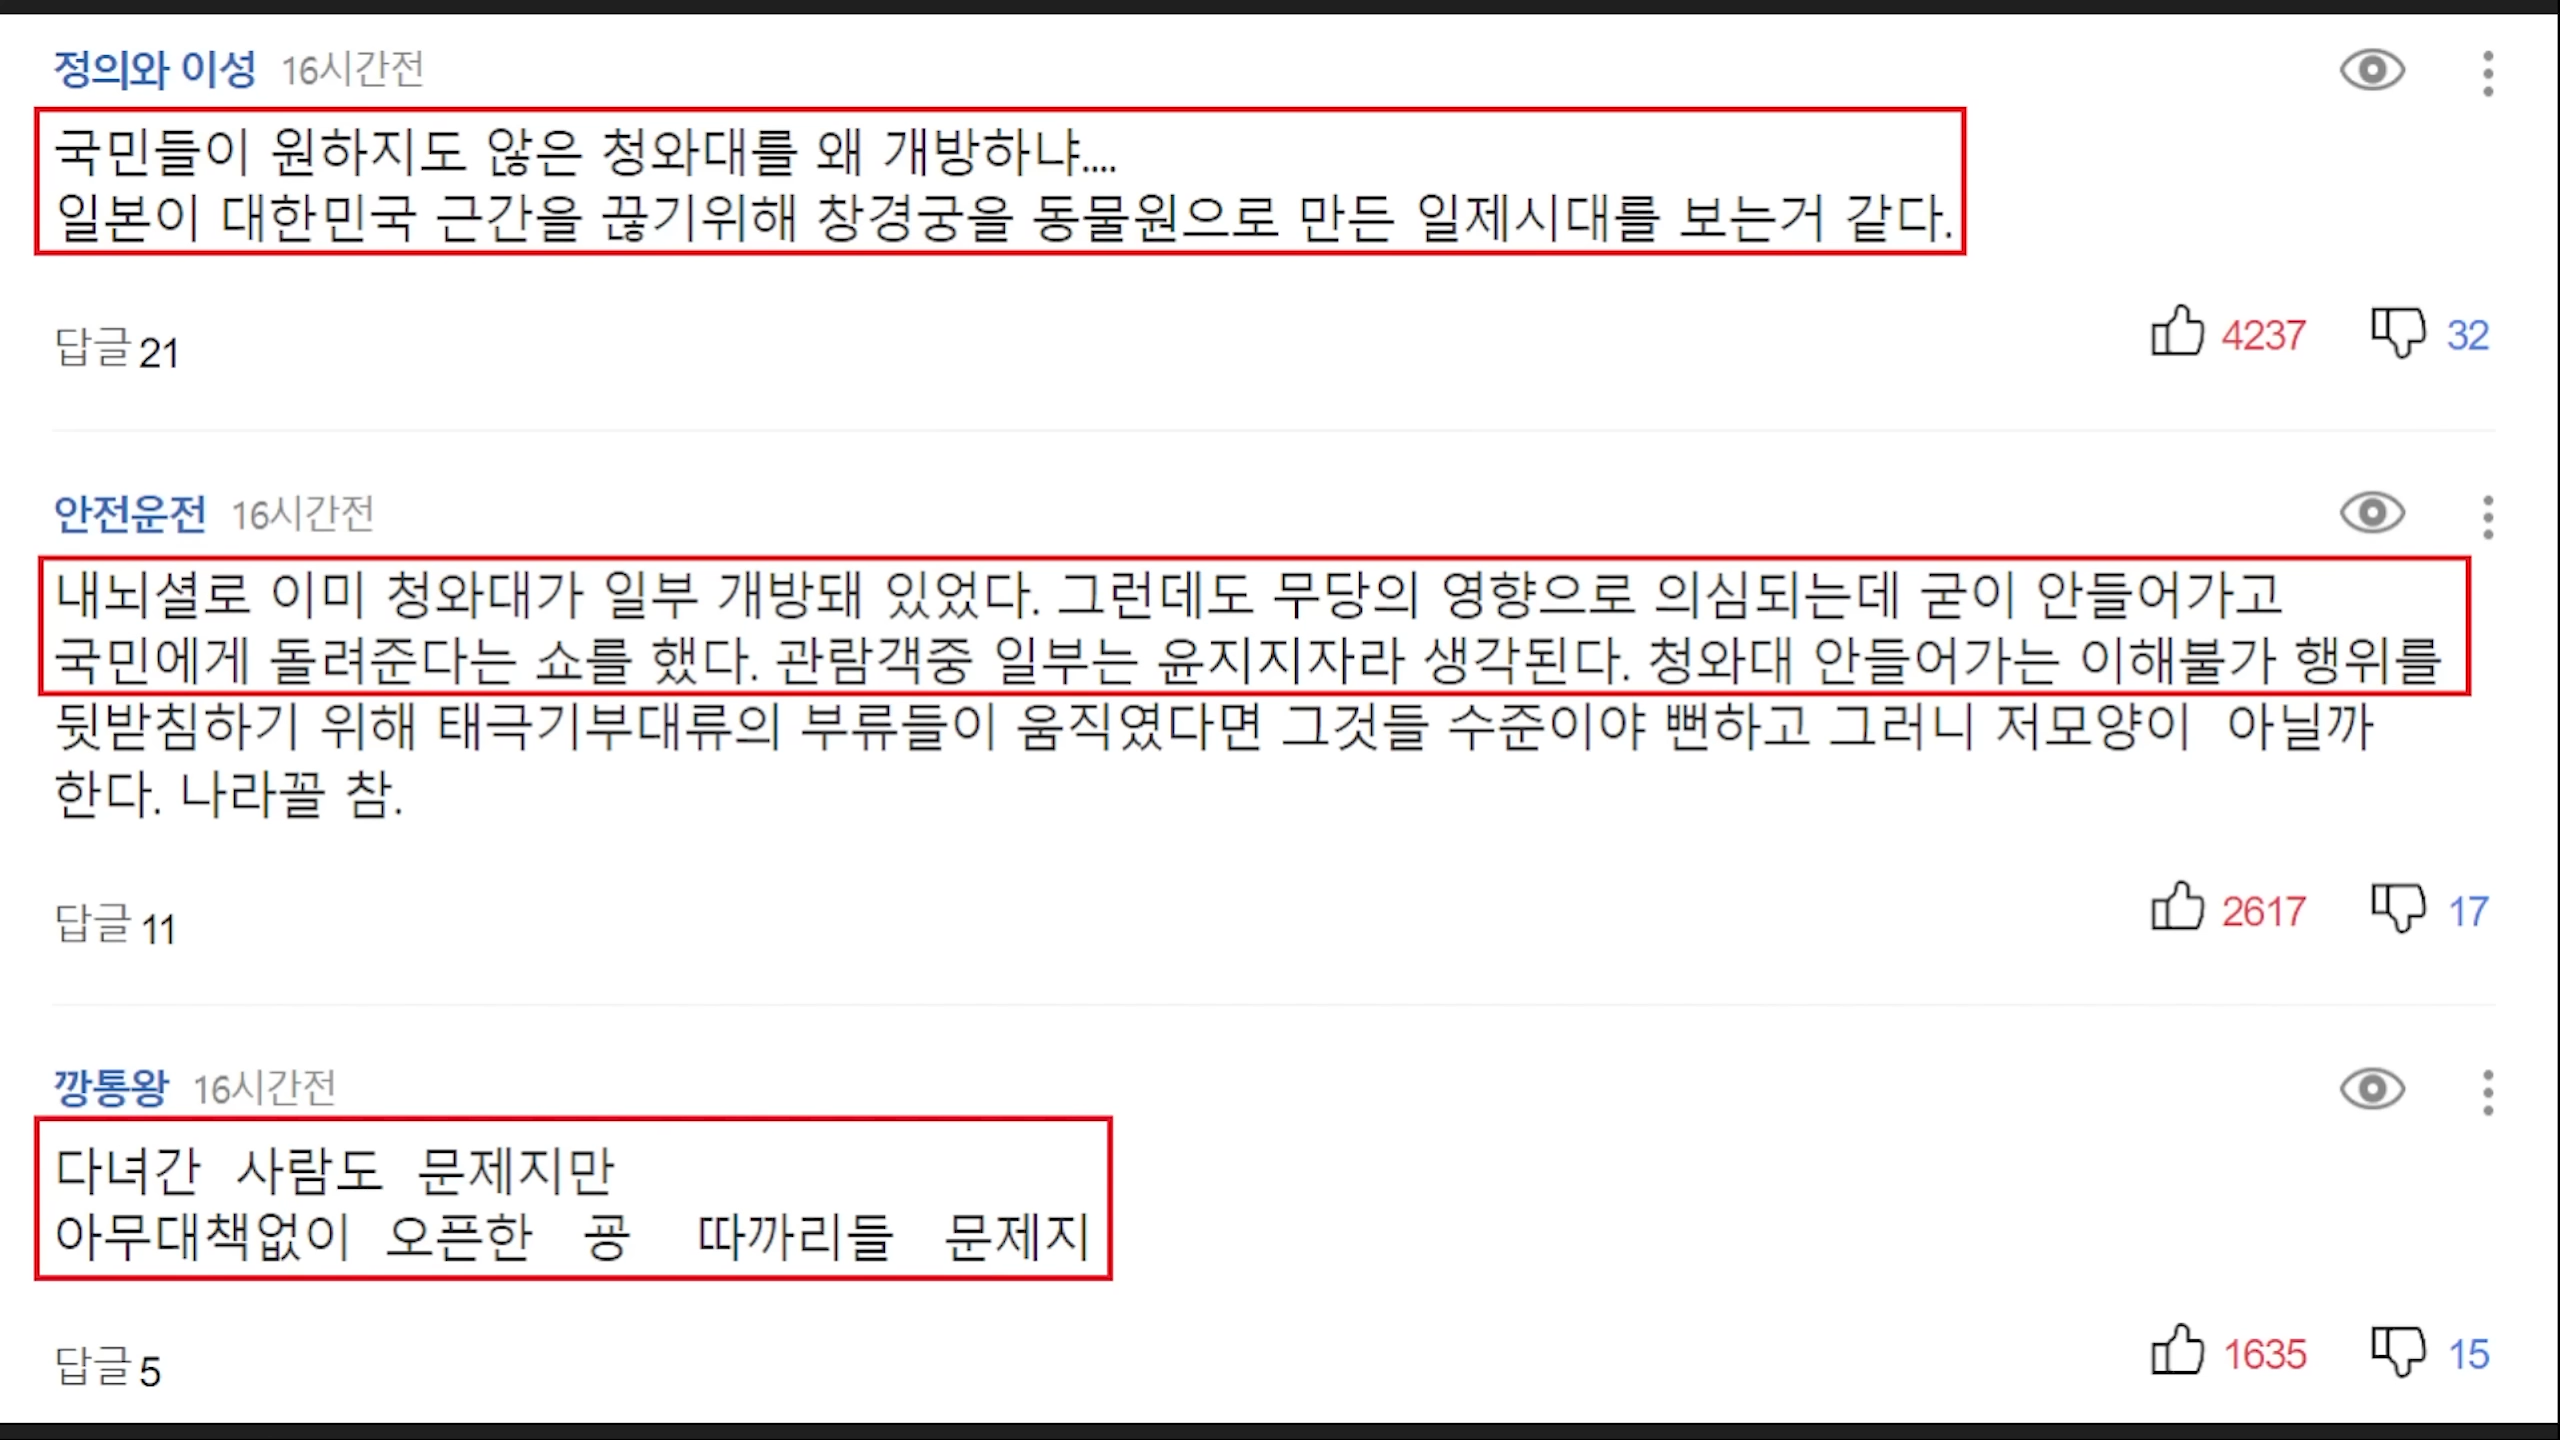 정의와 이성 16시간전
국민들이 원하지도 않은 청와대를 왜 개방하냐....
일본이 대한민국 근간을 끊기위해 창경궁을 동물원으로 만든 일제시대를 보는거 같다.
답글 21 4237 32
안전운전 16시간전
내뇌셜로 이미 청와대가 일부 개방돼 있었다. 그런데도 무당의 영향으로 의심되는데 굳이 안들어가고
국민에게 돌려준다는 쇼를 했다. 관람객중 일부는 윤지지자라 생각된다. 청와대 안들어가는 이해불가 행위를
뒷받침하기 위해 태극기부대류의 부류들이 움직였다면 그것들 수준이야 뻔하고 그러니 저모양이 아닐까
한다. 나라꼴 참.
답글 11 2617 17
깡통왕 16시간전
다녀간 사람도 문제지만
아무대책없이 오픈한 굥 따까리들 문제지
답글 5 1635 15